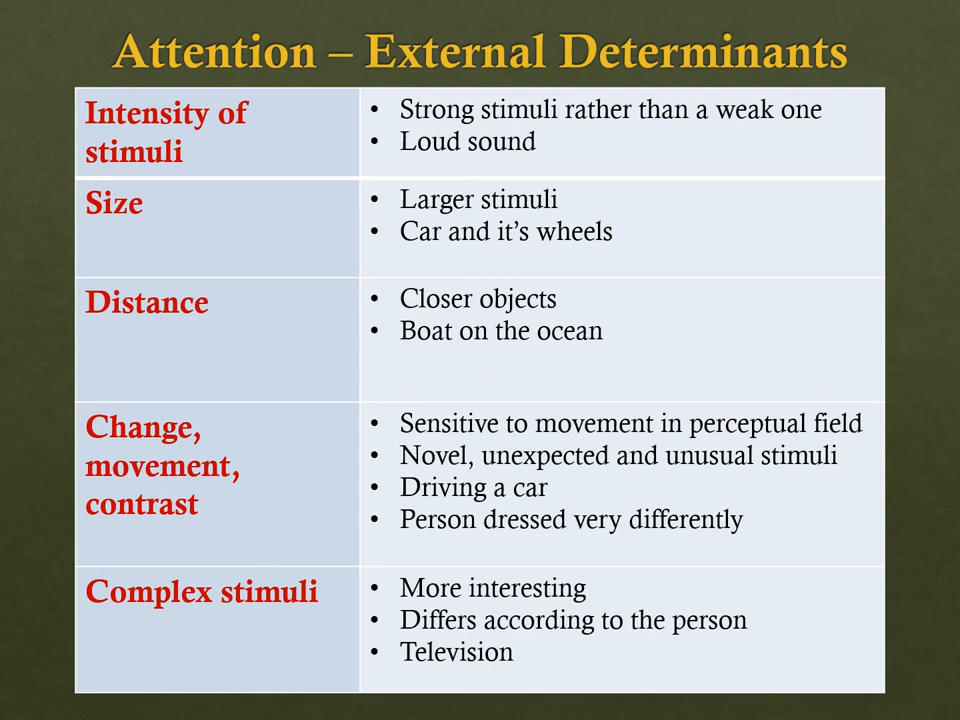 Attention – External Determinants
Intensity of
stimuli
• Strong stimuli rather than a weak one
• Loud sound
Size
• Larger stimuli
• Car and it’s wheels
Distance
• Closer objects
• Boat on the ocean
Change,
movement,
contrast
• Sensitive to movement in perceptual field
• Novel, unexpected and unusual stimuli
• Driving a car
• Person dressed very differently
Complex stimuli
• More interesting
• Differs according to the person
• Television